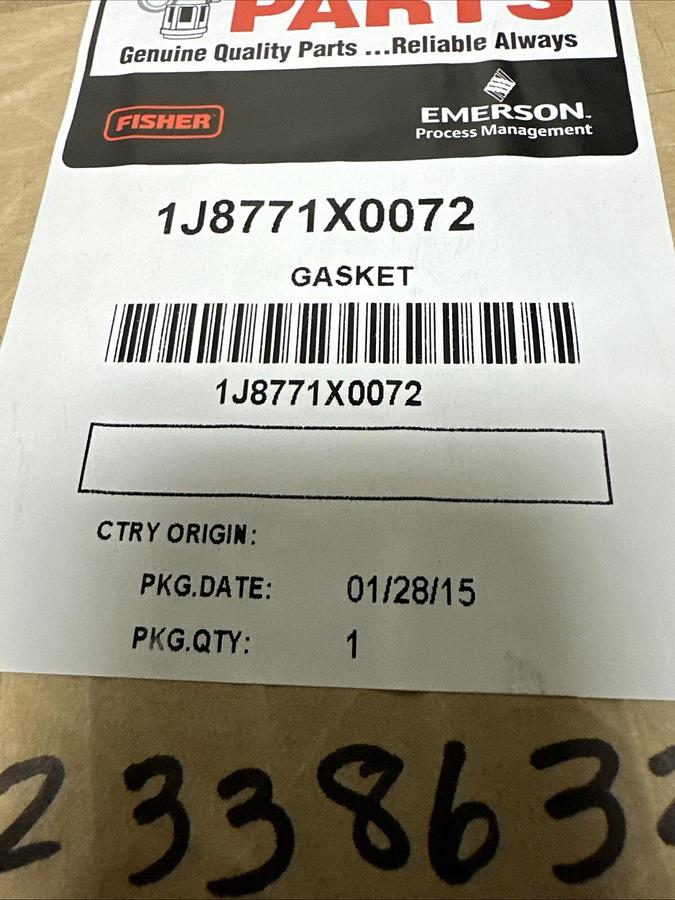 PARTS
Genuine Quality Parts ...Reliable Always
FISHER
EMERSON
Process Management
1J8771X0072
GASKET
1J8771X0072
CTRY ORIGIN:
PKG.DATE: 01/28/15
PKG.QTY: 1
233863